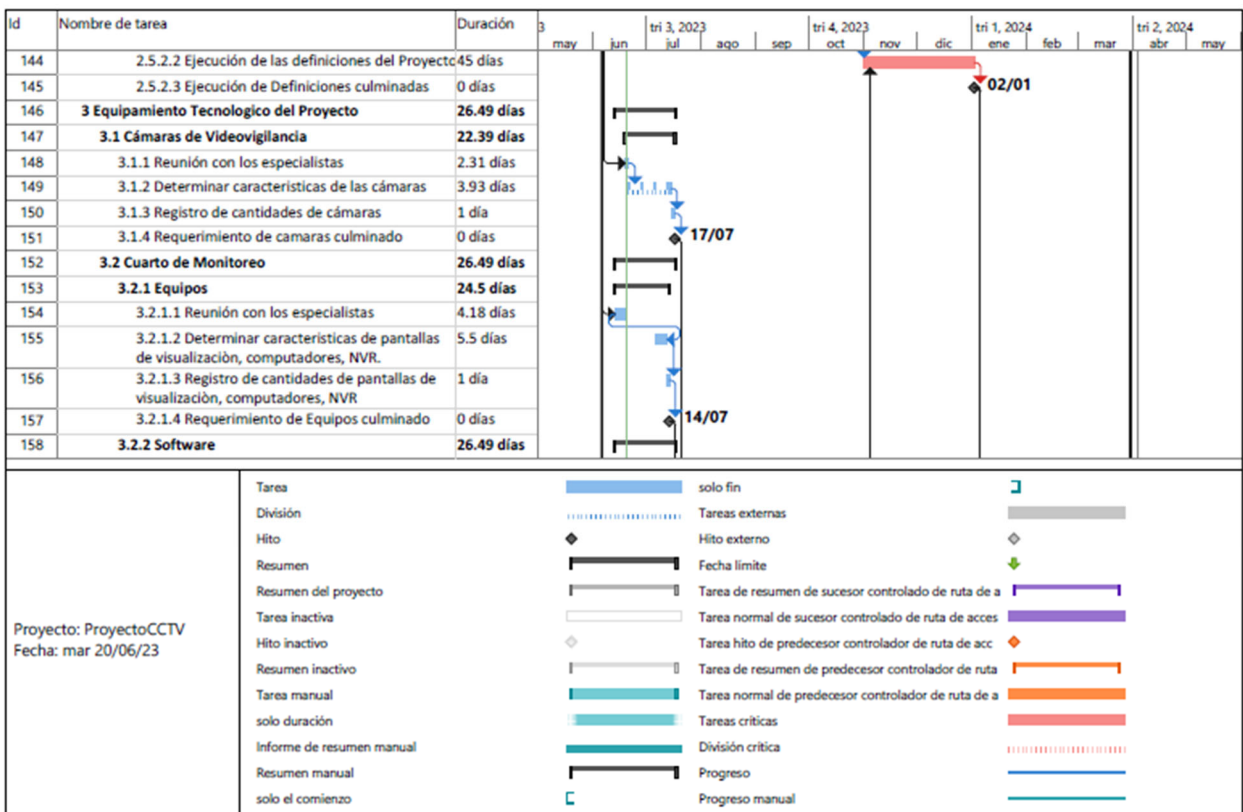 Id Nombre de tarea Duración 3 tri 3, 2023 tri 4, 2023 tri 1, 2024 tri 2, 2024
may jun jul ago sep oct nov dic ene feb mar abr may
144 2.5.2.2 Ejecución de las definiciones del Proyecto 45 días
145 2.5.2.3 Ejecución de Definiciones culminadas 0 días 02/01
146 3 Equipamiento Tecnologico del Proyecto 26.49 días
147 3.1 Cámaras de Videovigilancia 22.39 días
148 3.1.1 Reunión con los especialistas 2.31 días
149 3.1.2 Determinar caracteristicas de las cámaras 3.93 días
150 3.1.3 Registro de cantidades de cámaras 1 día
151 3.1.4 Requerimiento de camaras culminado 0 días 17/07
152 3.2 Cuarto de Monitoreo 26.49 días
153 3.2.1 Equipos 24.5 días
154 3.2.1.1 Reunión con los especialistas 4.18 días
155 3.2.1.2 Determinar caracteristicas de pantallas 5.5 días
de visualizaciòn, computadores, NVR.
156 3.2.1.3 Registro de cantidades de pantallas de 1 día
visualizaciòn, computadores, NVR
157 3.2.1.4 Requerimiento de Equipos culminado 0 días 14/07
158 3.2.2 Software 26.49 días
Proyecto: ProyectoCCTV
Fecha: mar 20/06/23
Tarea
División
Hito
Resumen
Resumen del proyecto
Tarea inactiva
Hito inactivo
Resumen inactivo
Tarea manual
solo duración
Informe de resumen manual
Resumen manual
solo el comienzo
solo fin
Tareas externas
Hito externo
Fecha límite
Tarea de resumen de sucesor controlado de ruta de a
Tarea normal de sucesor controlado de ruta de acces
Tarea hito de predecesor controlador de ruta de acc
Tarea de resumen de predecesor controlador de ruta
Tarea normal de predecesor controlador de ruta de a
Tareas críticas
División crítica
Progreso
Progreso manual